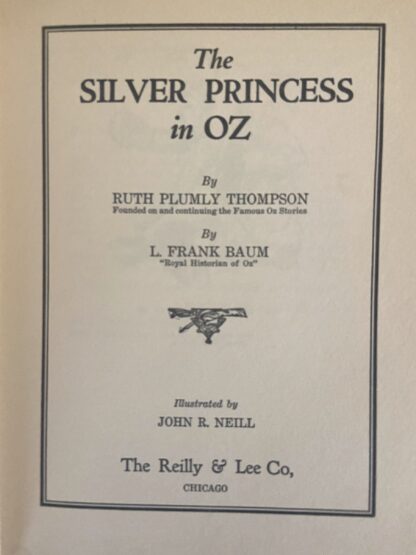 The
SILVER PRINCESS
in OZ
By
RUTH PLUMLY THOMPSON
Founded on and continuing the Famous Oz Stories
By
L. FRANK BAUM
"Royal Historian of Oz"
Illustrated by
JOHN R. NEILL
The Reilly & Lee Co,
CHICAGO